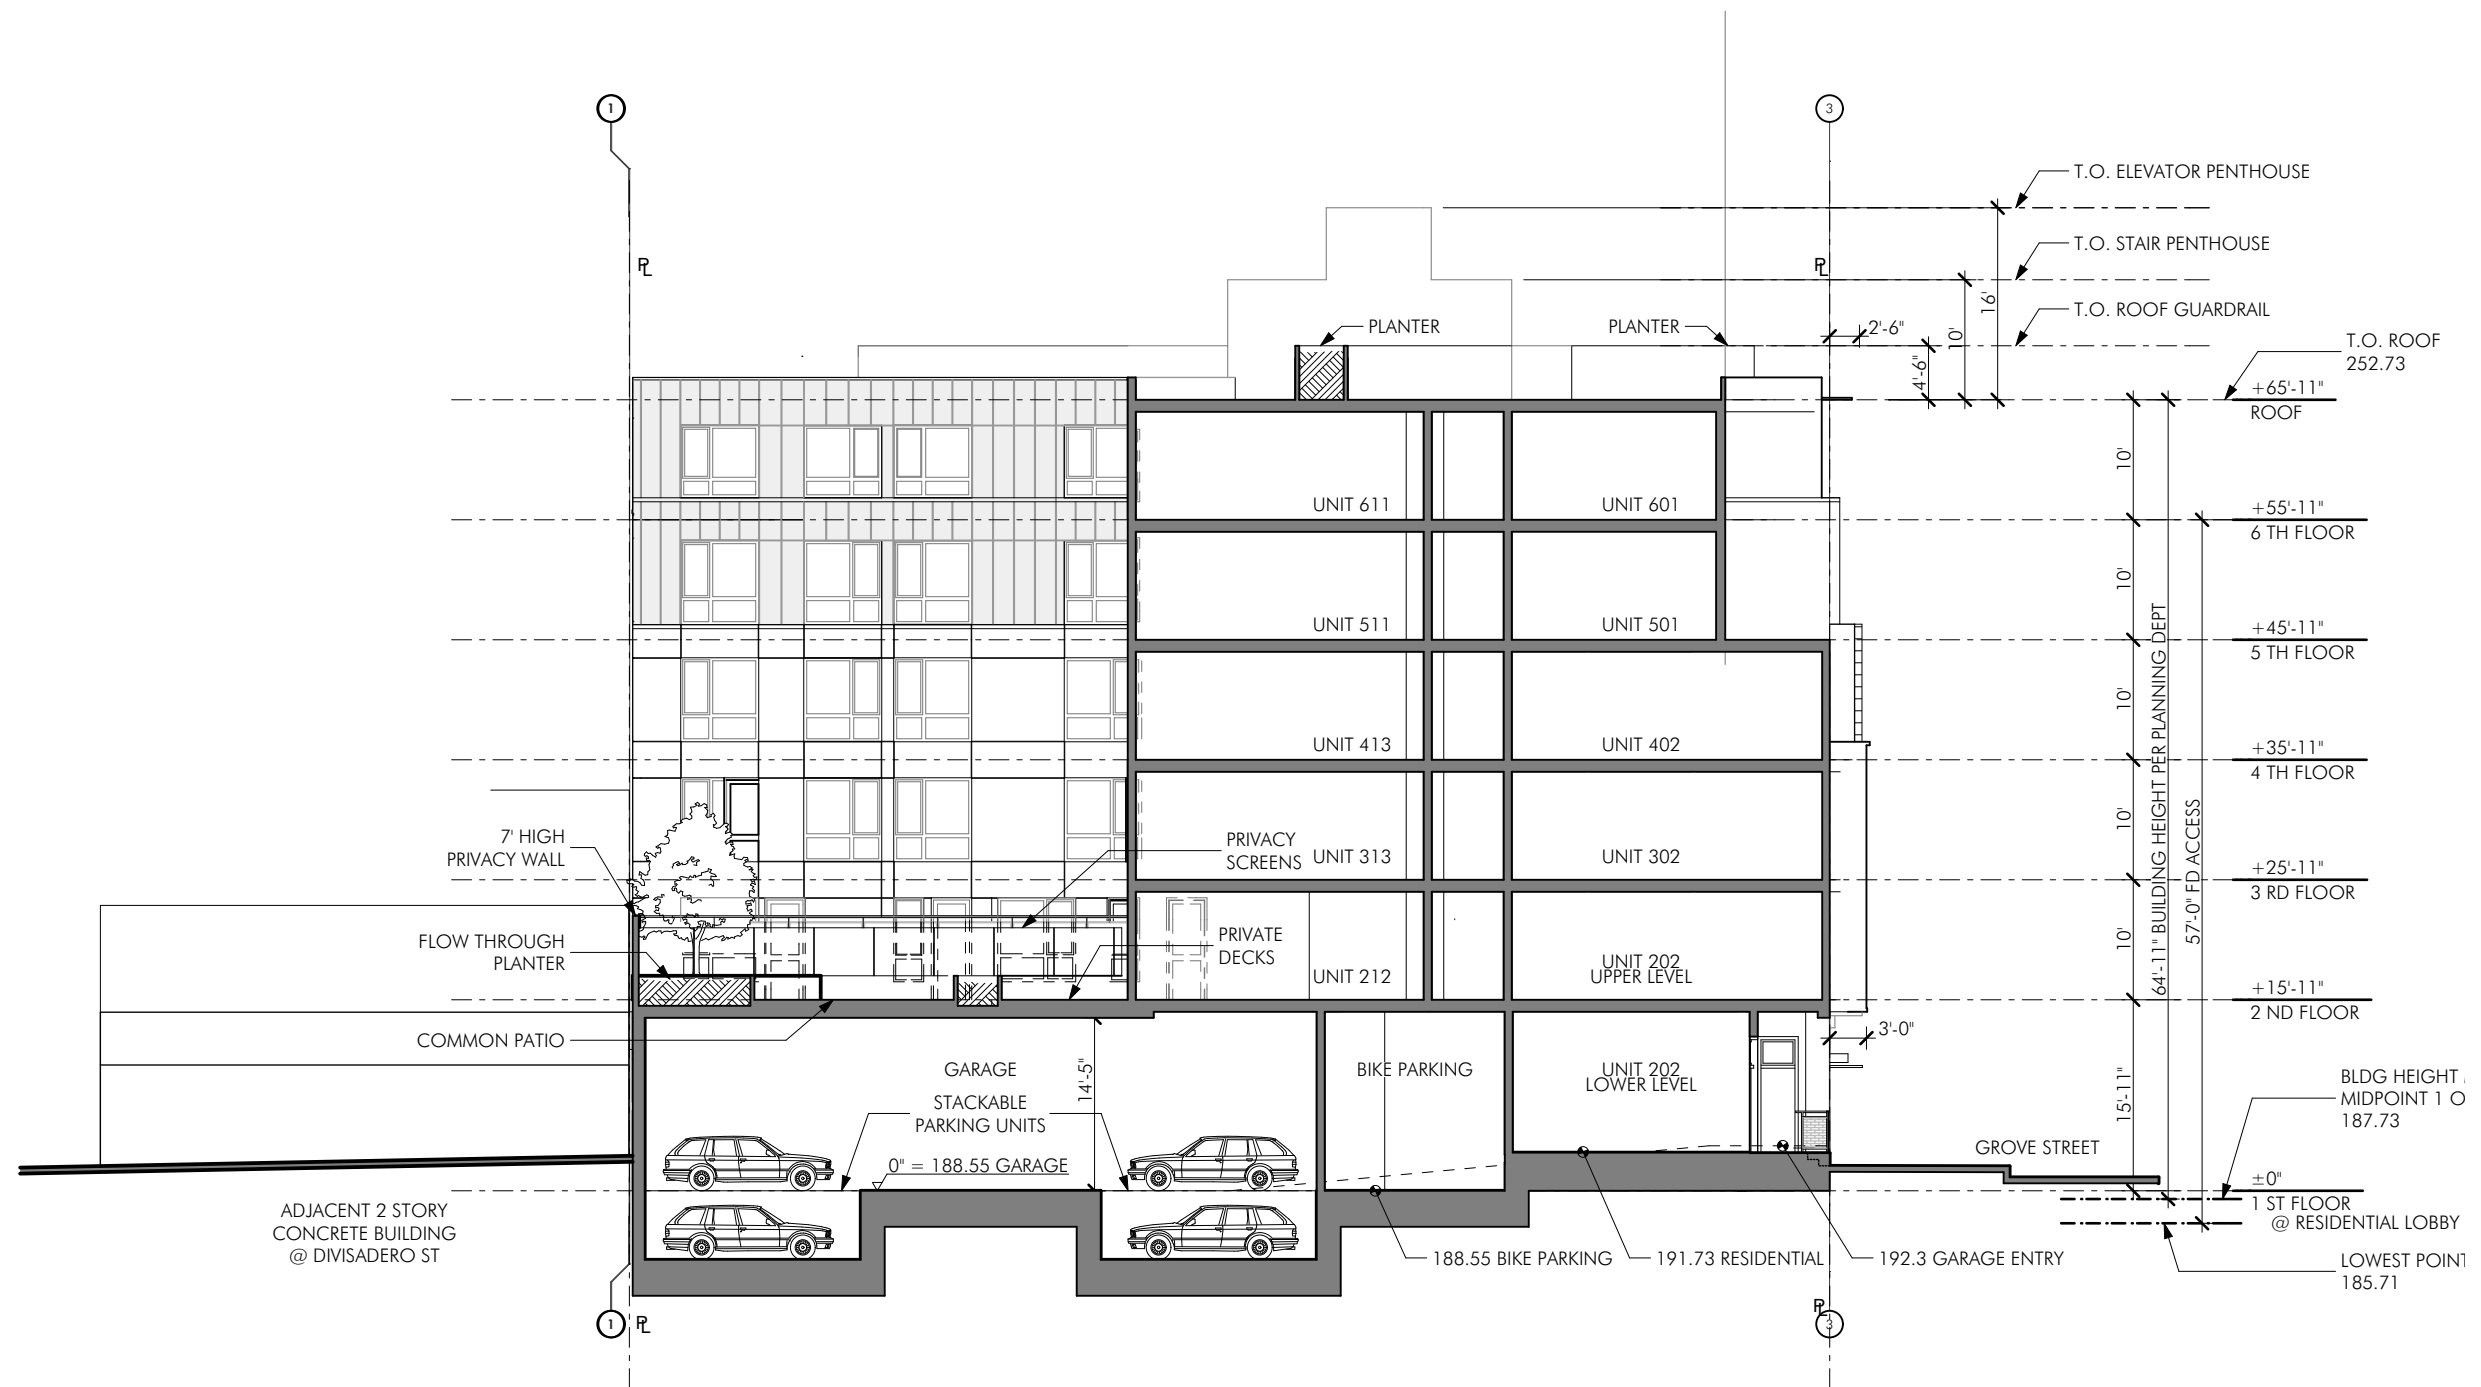 1
3
T.O. ELEVATOR PENTHOUSE
T.O. STAIR PENTHOUSE
T.O. ROOF GUARDRAIL
PL
PL
16'
10'
4'-6"
2'-6"
PLANTER
PLANTER
T.O. ROOF
252.73
+65'-11"
ROOF
10'
UNIT 611
UNIT 601
+55'-11"
6 TH FLOOR
10'
UNIT 511
UNIT 501
+45'-11"
5 TH FLOOR
10'
UNIT 413
UNIT 402
+35'-11"
4 TH FLOOR
10'
64'-11" BUILDING HEIGHT PER PLANNING DEPT
57'-0" FD ACCESS
7' HIGH
PRIVACY WALL
PRIVACY
SCREENS
UNIT 313
UNIT 302
+25'-11"
3 RD FLOOR
10'
FLOW THROUGH
PLANTER
PRIVATE
DECKS
UNIT 212
UNIT 202
UPPER LEVEL
+15'-11"
2 ND FLOOR
COMMON PATIO
3'-0"
GARAGE
14'-5"
BIKE PARKING
UNIT 202
LOWER LEVEL
15'-11"
STACKABLE
PARKING UNITS
0" = 188.55 GARAGE
GROVE STREET
BLDG HEIGHT
MIDPOINT 1 O
187.73
±0"
1 ST FLOOR
@ RESIDENTIAL LOBBY
ADJACENT 2 STORY
CONCRETE BUILDING
@ DIVISADERO ST
188.55 BIKE PARKING
191.73 RESIDENTIAL
192.3 GARAGE ENTRY
LOWEST POINT
185.71
1
PL
PL
3